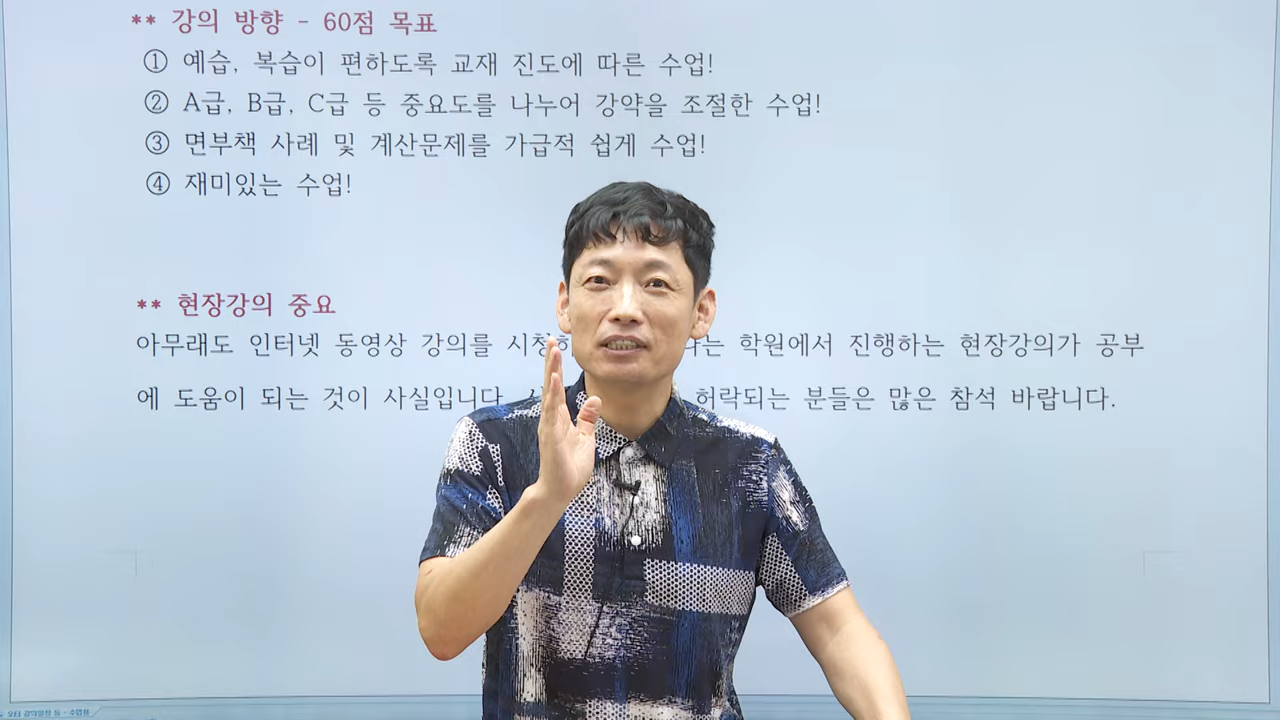 ** 강의 방향 - 60점 목표
① 예습, 복습이 편하도록 교재 진도에 따른 수업!
② A급, B급, C급 등 중요도를 나누어 강약을 조절한 수업!
③ 면부책 사례 및 계산문제를 가급적 쉽게 수업!
④ 재미있는 수업!
** 현장강의 중요
아무래도 인터넷 동영상 강의를 학원에서 진행하는 현장강의가 공부
에 도움이 되는 것이 사실입니다 허락되는 분들은 많은 참석 바랍니다.